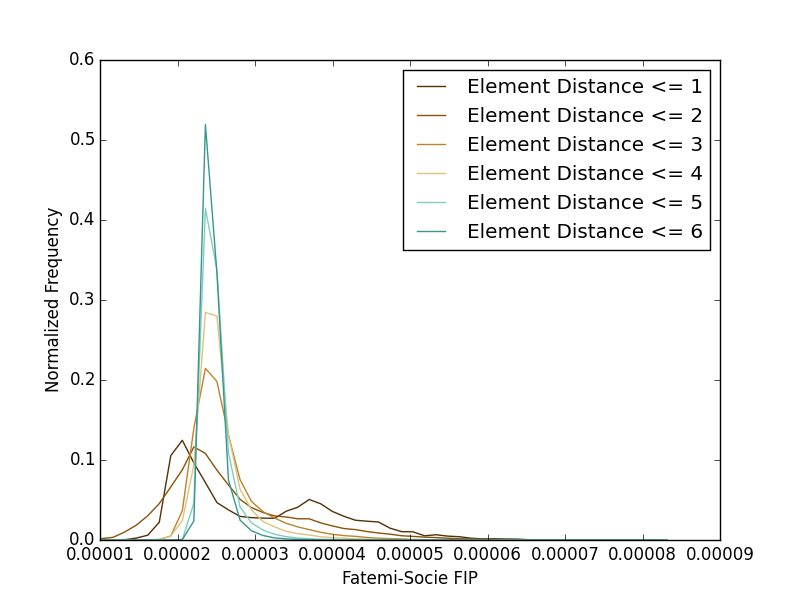 0.6
Element Distance <= 1
Element Distance <= 2
Element Distance <= 3
Element Distance <= 4
Element Distance <= 5
Element Distance <= 6
0.5
0.4
0.3
0.2
0.1
0.0
Normalized Frequency
0.00001 0.00002 0.00003 0.00004 0.00005 0.00006 0.00007 0.00008 0.00009
Fatemi-Socie FIP